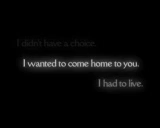 I didn't have a choice.
I wanted to come home to you.
I had to live.